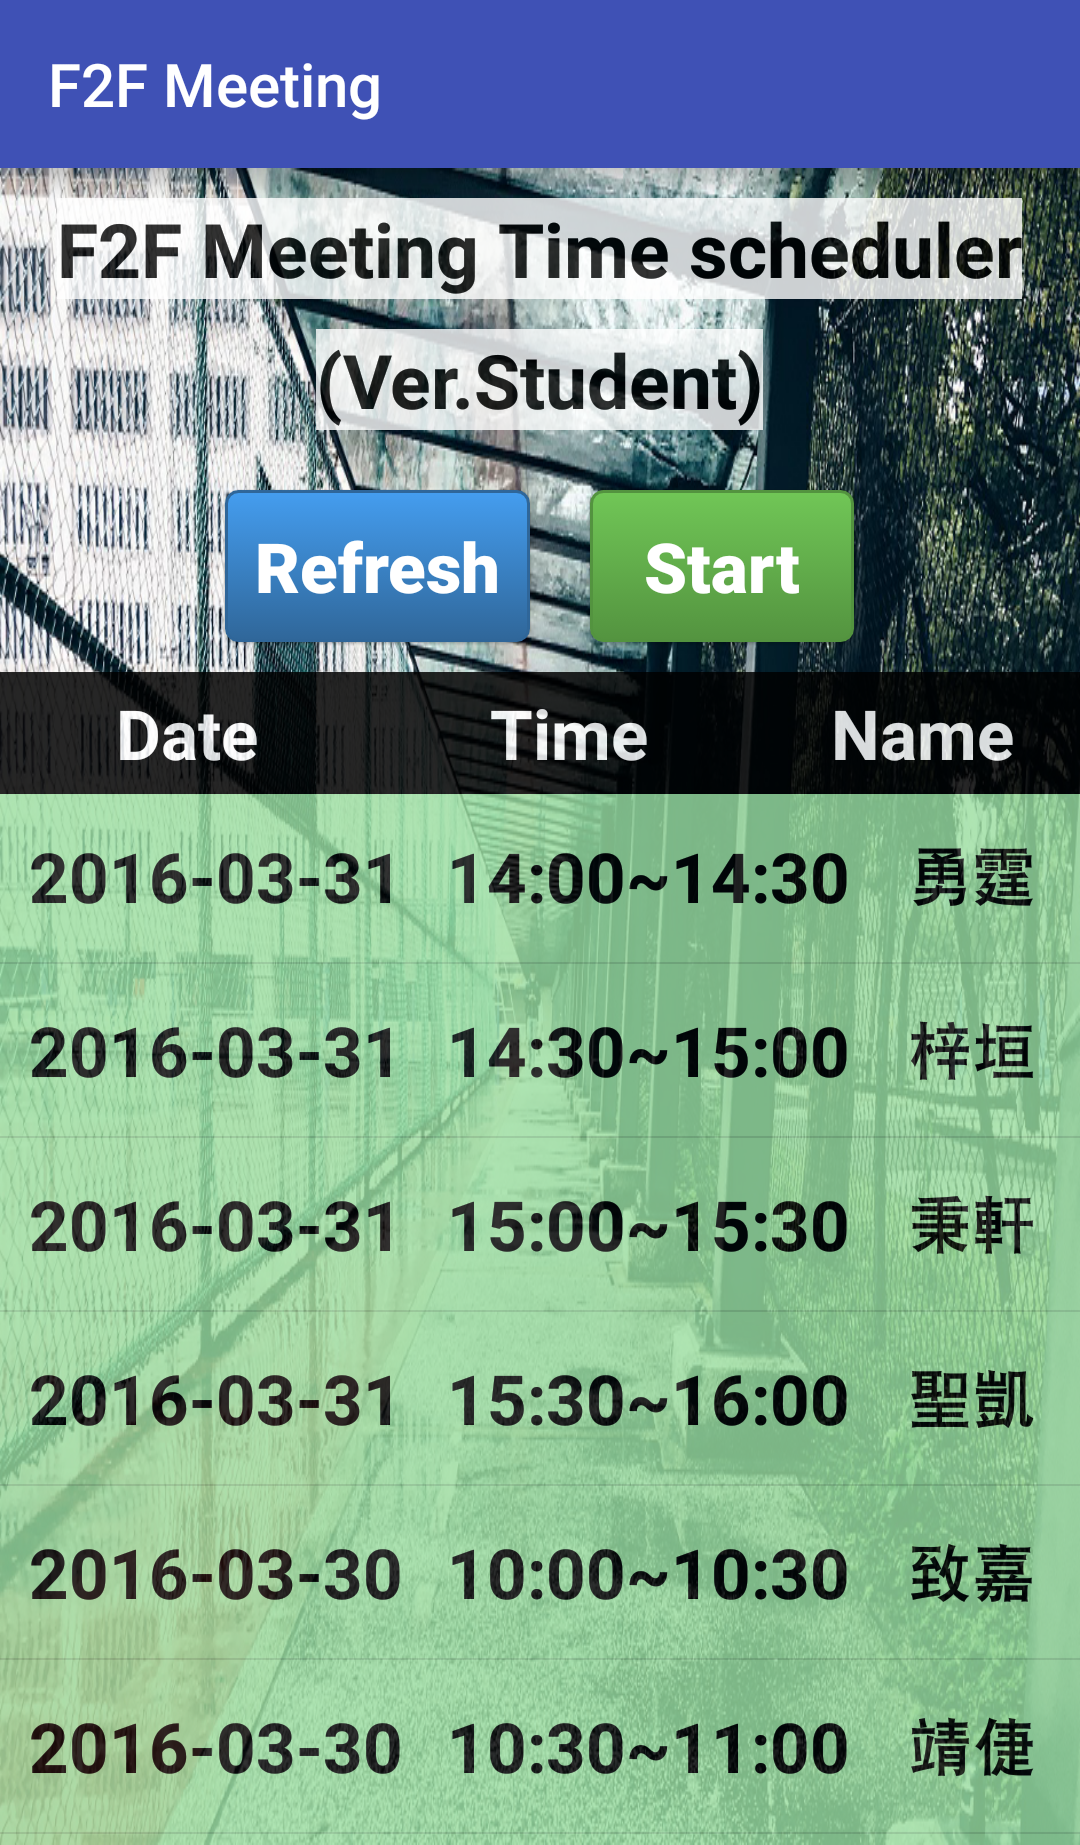 F2F Meeting
F2F Meeting Time scheduler
(Ver.Student)
Refresh Start
Date Time Name
2016-03-31 14:00~14:30 勇霆
2016-03-31 14:30~15:00 梓垣
2016-03-31 15:00~15:30 秉軒
2016-03-31 15:30~16:00 聖凱
2016-03-30 10:00~10:30 致嘉
2016-03-30 10:30~11:00 靖倢